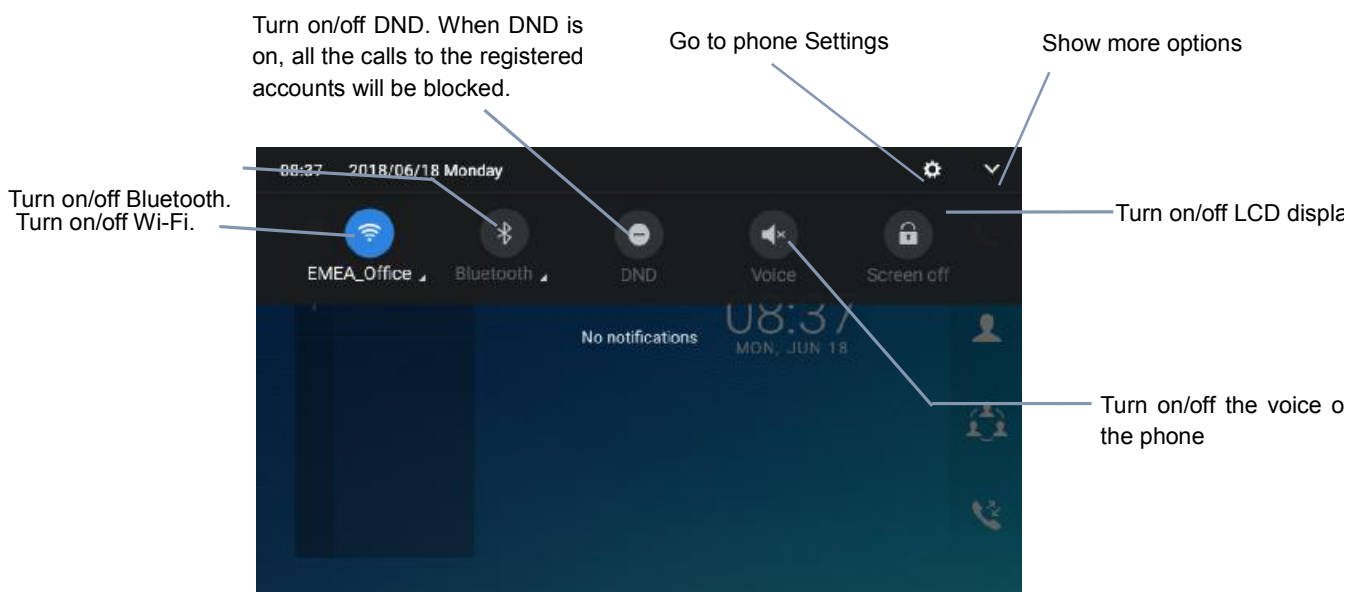 Turn on/off DND. When DND is
on, all the calls to the registered
accounts will be blocked.
Go to phone Settings
Show more options
08:37 2018/06/18 Monday
Turn on/off Bluetooth.
Turn on/off Wi-Fi.
Turn on/off LCD displa
EMEA_Office Bluetooth DND Voice Screen off
08:37
No notifications
MON, JUN 18
Turn on/off the voice o
the phone